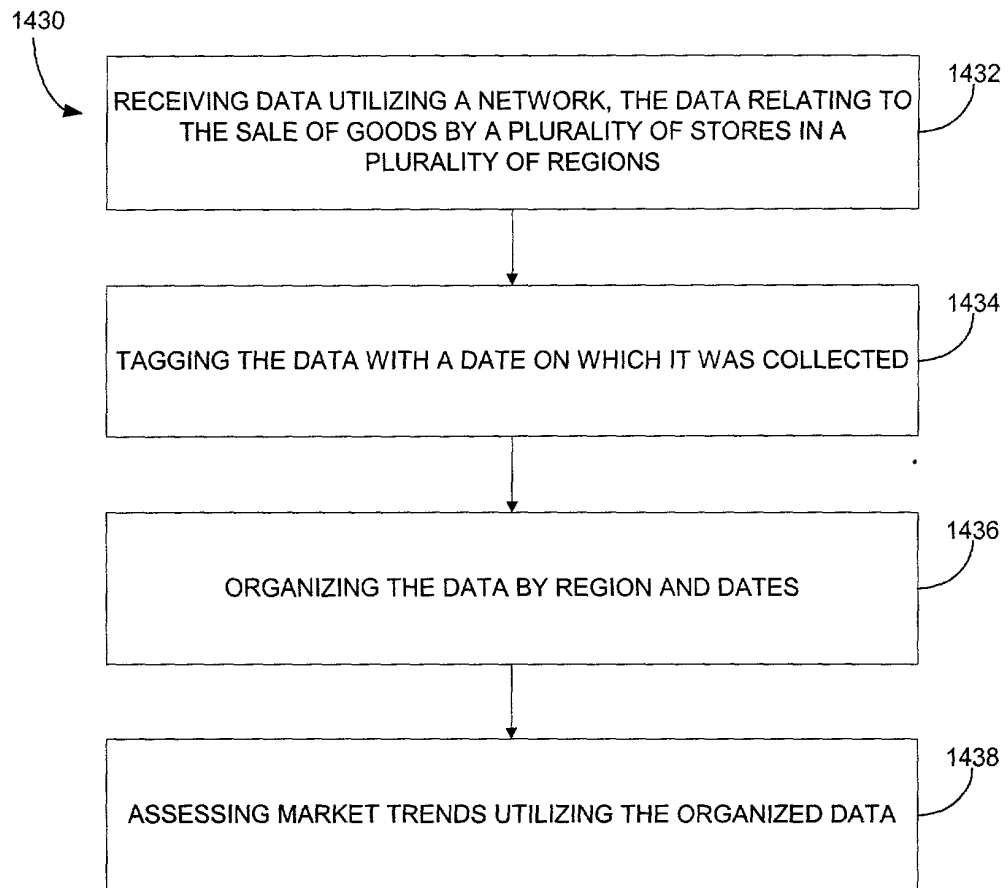 1430
1432
RECEIVING DATA UTILIZING A NETWORK, THE DATA RELATING TO
THE SALE OF GOODS BY A PLURALITY OF STORES IN A
PLURALITY OF REGIONS
1434
TAGGING THE DATA WITH A DATE ON WHICH IT WAS COLLECTED
1436
ORGANIZING THE DATA BY REGION AND DATES
1438
ASSESSING MARKET TRENDS UTILIZING THE ORGANIZED DATA